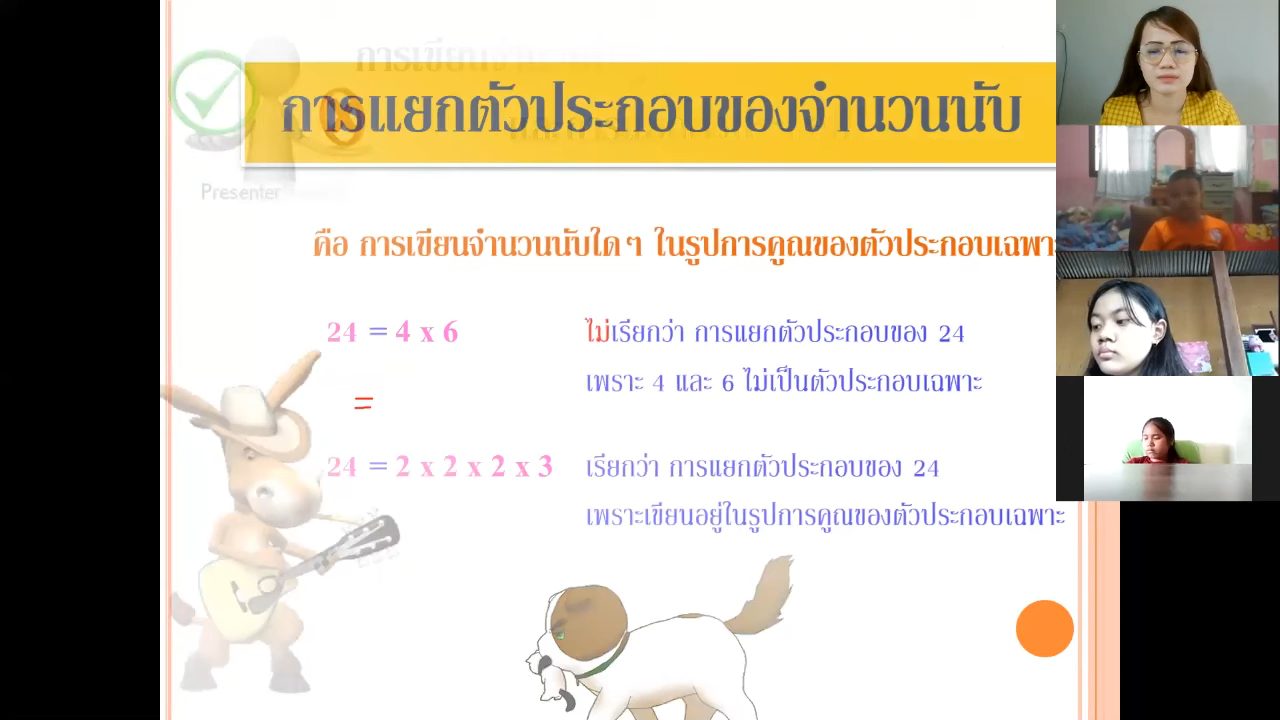 การแยกตัวประกอบของจำนวนนับ
Presenter
คือ การเขียนจำนวนนับใด ๆ ในรูปการคูณของตัวประกอบเฉพาะ
24 = 4 x 6 ไม่เรียกว่า การแยกตัวประกอบของ 24
เพราะ 4 และ 6 ไม่เป็นตัวประกอบเฉพาะ
=
24 = 2 x 2 x 2 x 3 เรียกว่า การแยกตัวประกอบของ 24
เพราะเขียนอยู่ในรูปการคูณของตัวประกอบเฉพาะ